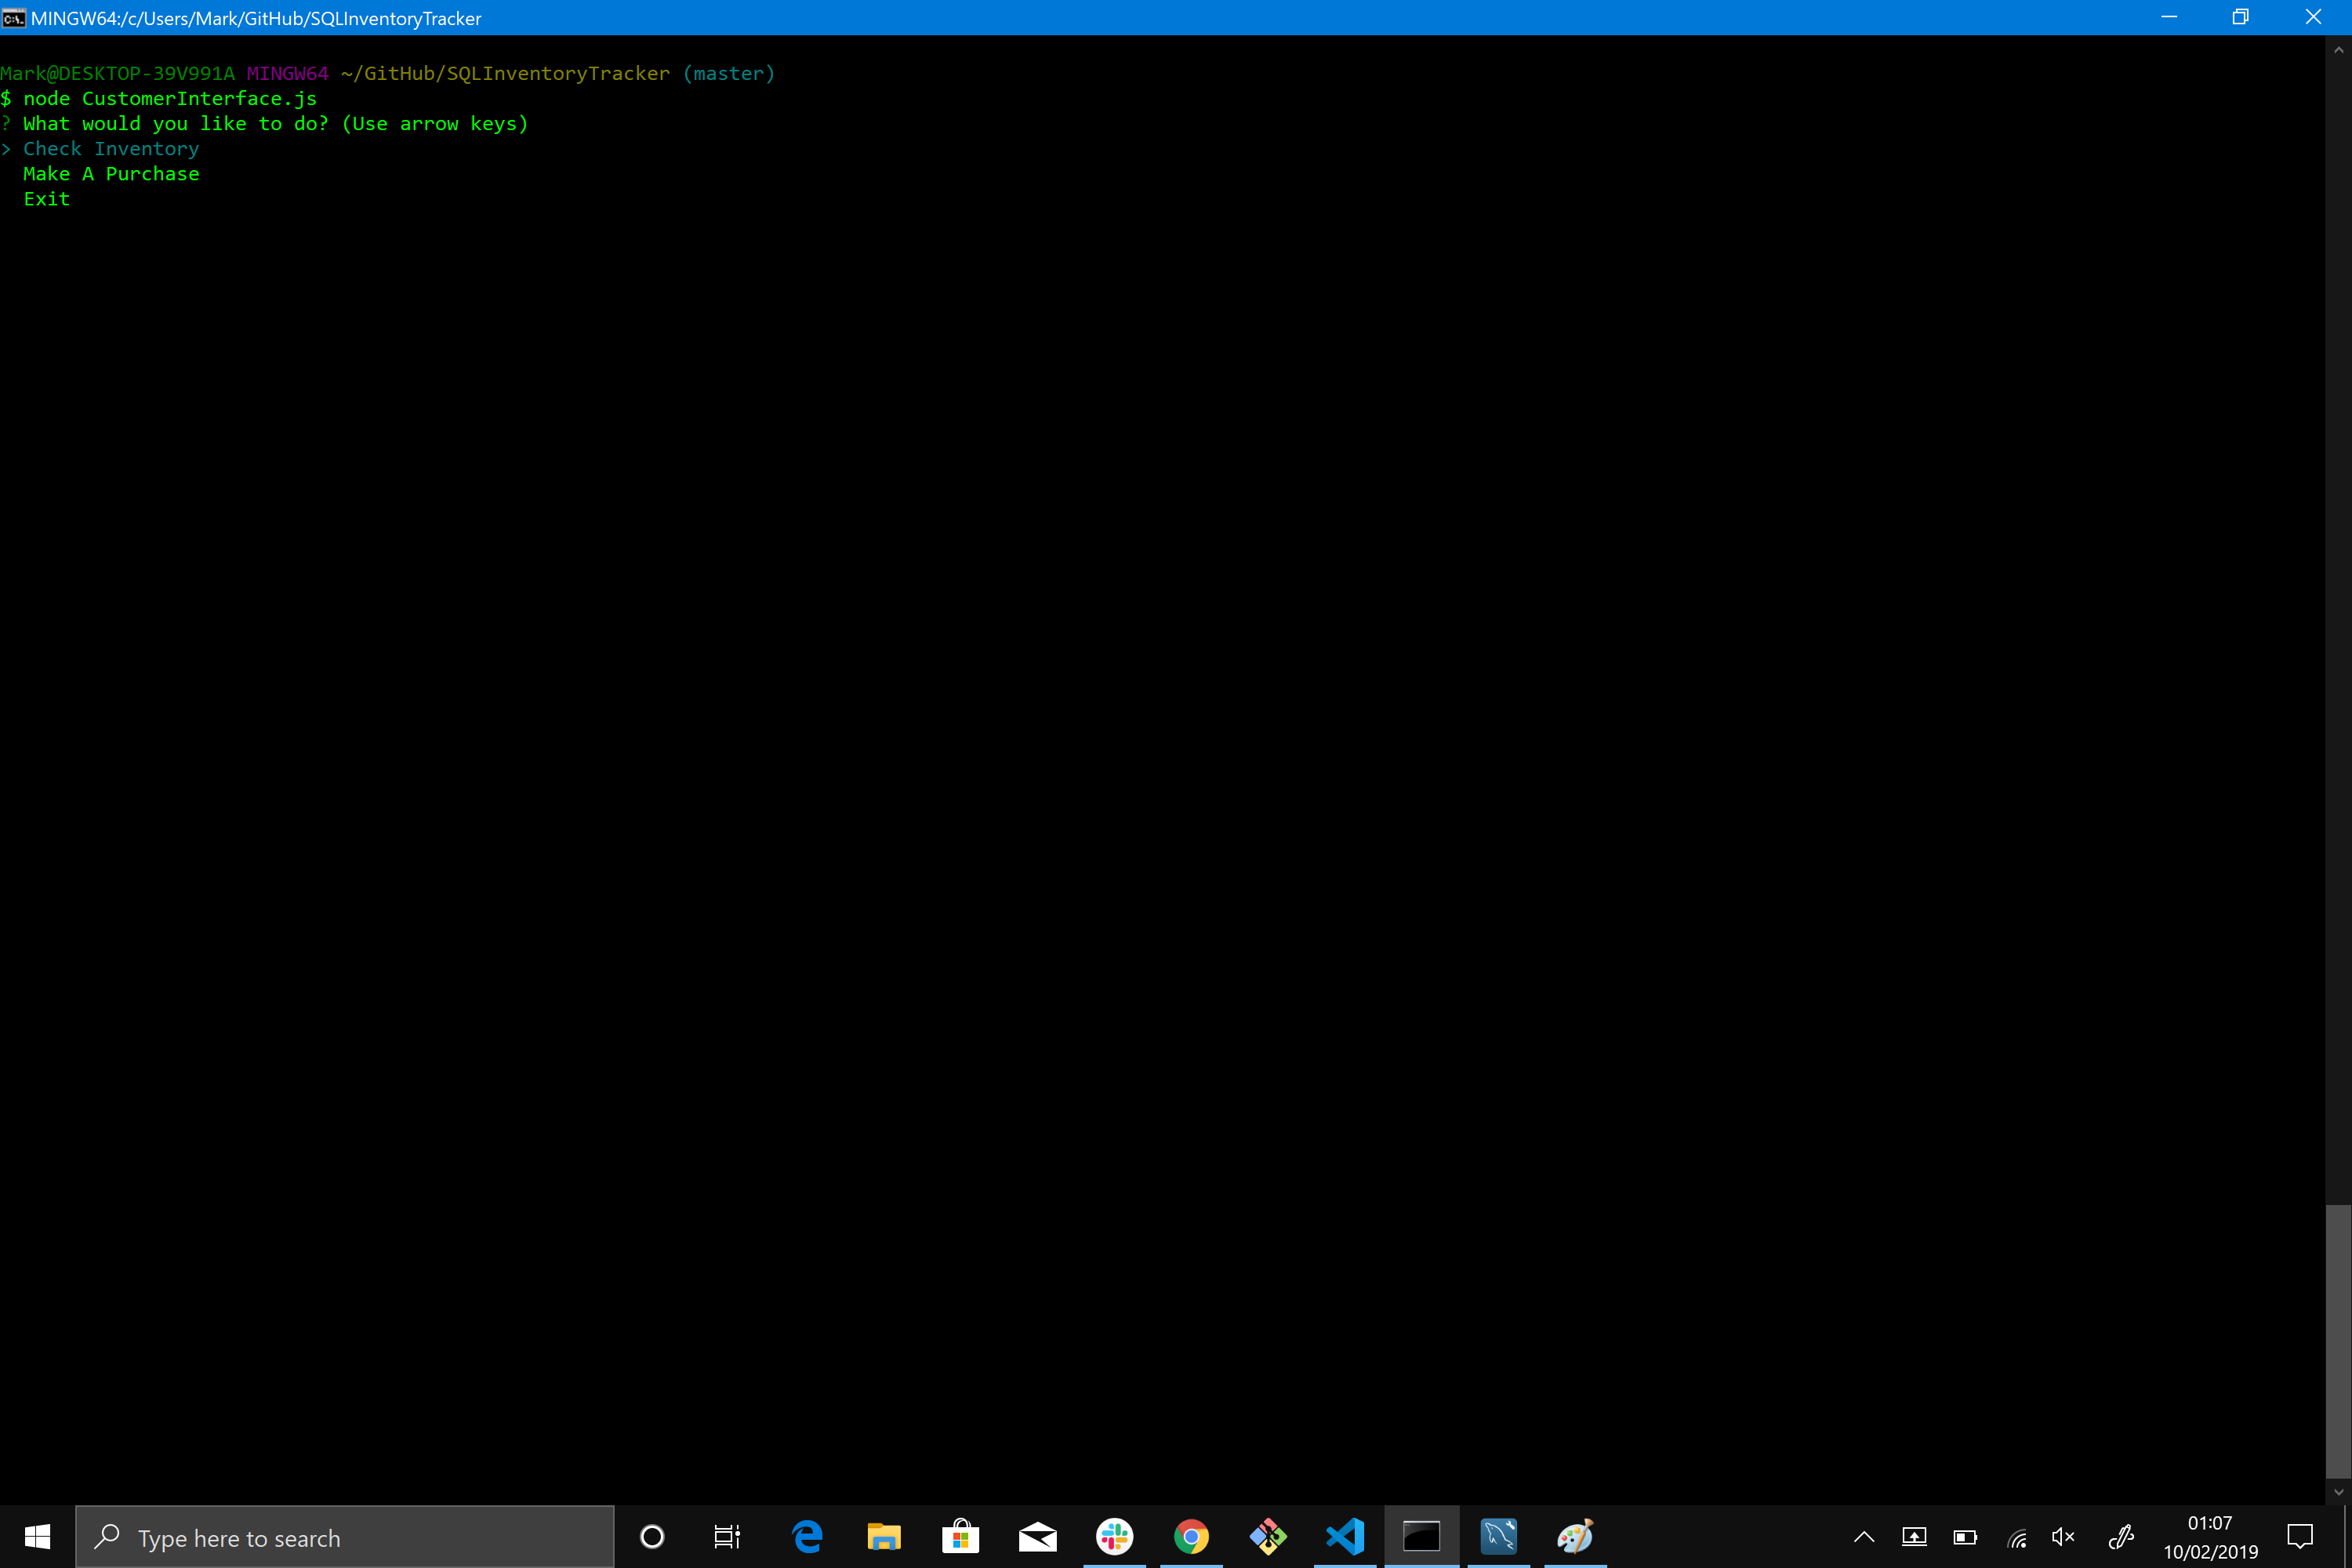 MINGW64:/c/Users/Mark/GitHub/SQLInventoryTracker
Mark@DESKTOP-39V991A MINGW64 ~/GitHub/SQLInventoryTracker (master)
$ node CustomerInterface.js
? What would you like to do? (Use arrow keys)
> Check Inventory
Make A Purchase
Exit
Type here to search
01:07
10/02/2019